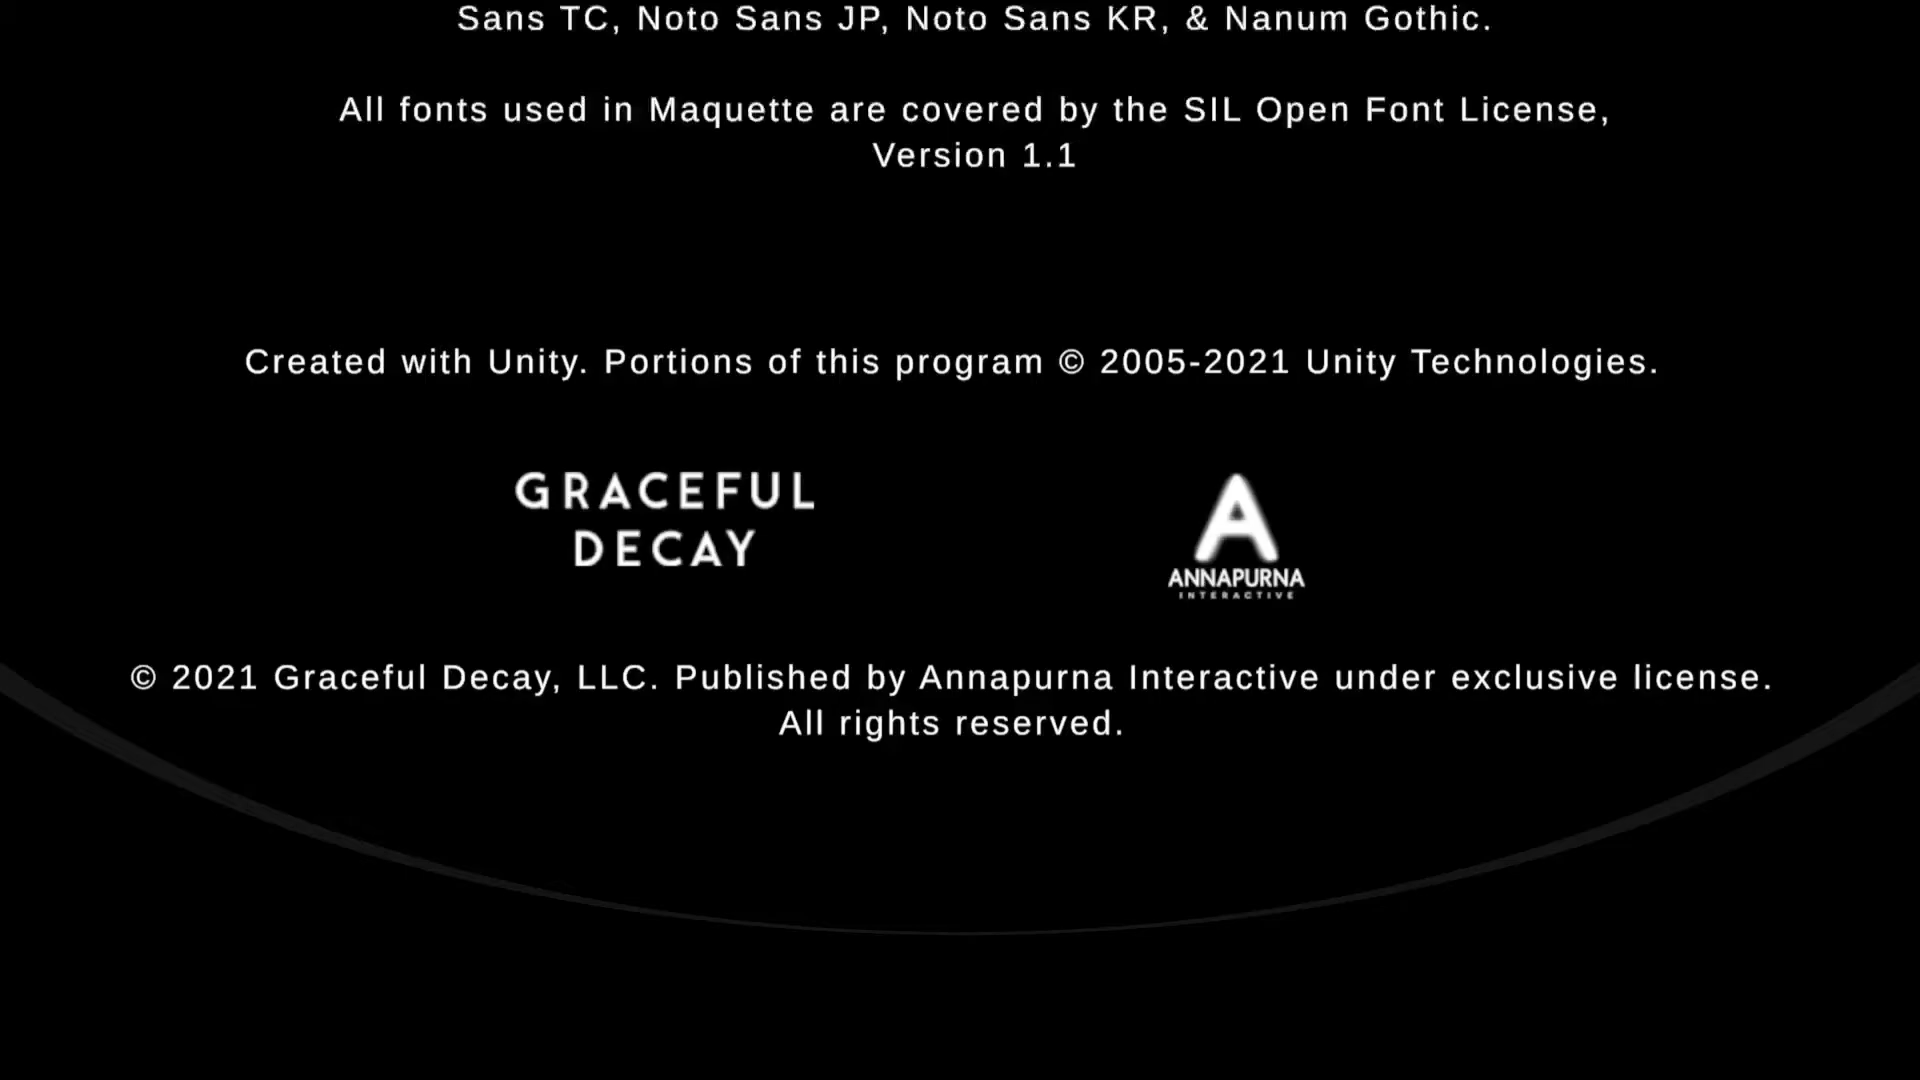 Sans TC, Noto Sans JP, Noto Sans KR, & Nanum Gothic.
All fonts used in Maquette are covered by the SIL Open Font License,
Version 1.1
Created with Unity. Portions of this program © 2005-2021 Unity Technologies.
GRACEFUL
DECAY
A
ANNAPURNA
INTERACTIVE
© 2021 Graceful Decay, LLC. Published by Annapurna Interactive under exclusive license.
All rights reserved.